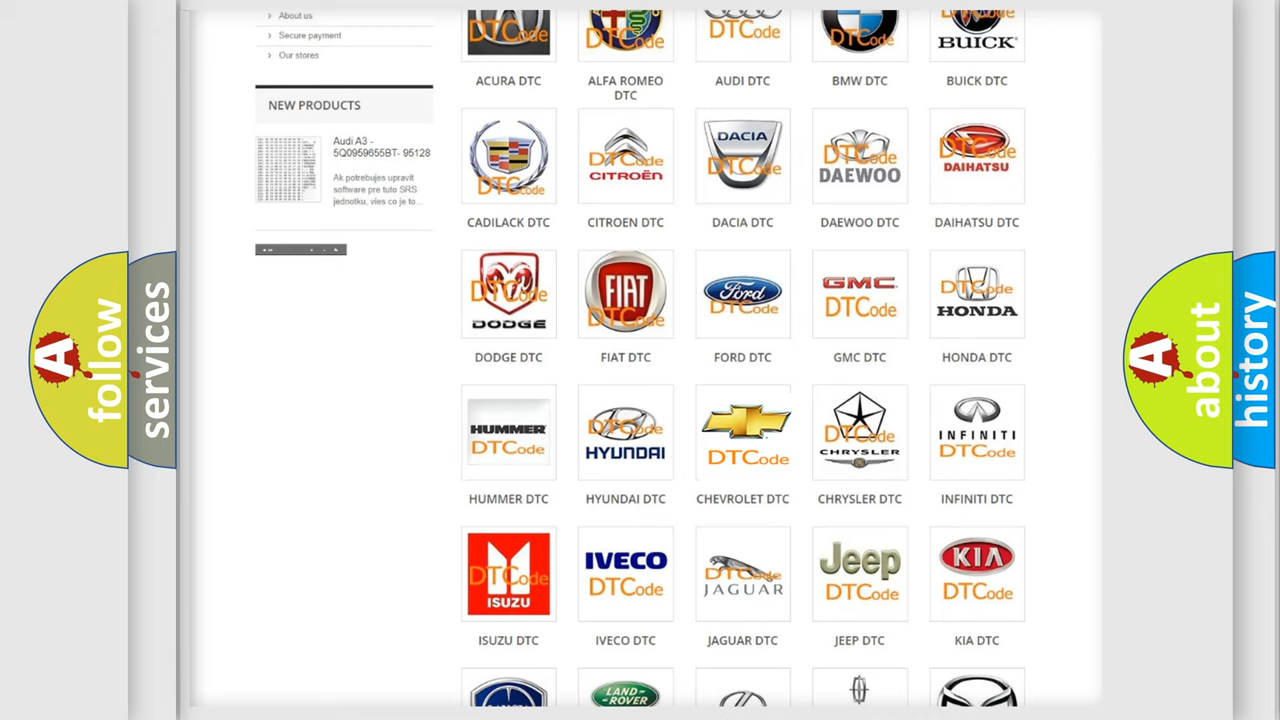 About us
Secure payment
Our stores
NEW PRODUCTS
Audi A3 -
5Q0959655BT- 95128
Ak potrebujes upravit
software pre tuto SRS
jednotku, vies co je to...
DTCode
DTCode
DTCode
DTCode
BUICK
ACURA DTC
ALFA ROMEO
DTC
AUDI DTC
BMW DTC
BUICK DTC
DTCode
DTCode
CITROËN
DACIA
DTCode
DTCode
DAEWOO
DTCode
DAIHATSU
CADILACK DTC
CITROEN DTC
DACIA DTC
DAEWOO DTC
DAIHATSU DTC
DTCode
DODGE
FIAT
DTCode
Ford
DTCode
GMC
DTCode
DTCode
HONDA
DODGE DTC
FIAT DTC
FORD DTC
GMC DTC
HONDA DTC
HUMMER
DTCode
DTCode
HYUNDAI
DTCode
DTCode
CHRYSLER
INFINITI
DTCode
HUMMER DTC
HYUNDAI DTC
CHEVROLET DTC
CHRYSLER DTC
INFINITI DTC
DTCode
ISUZU
IVECO
DTCode
DTCode
JAGUAR
Jeep
DTCode
KIA
DTCode
ISUZU DTC
IVECO DTC
JAGUAR DTC
JEEP DTC
KIA DTC
LAND-
ROVER
A follow
services
A about
history